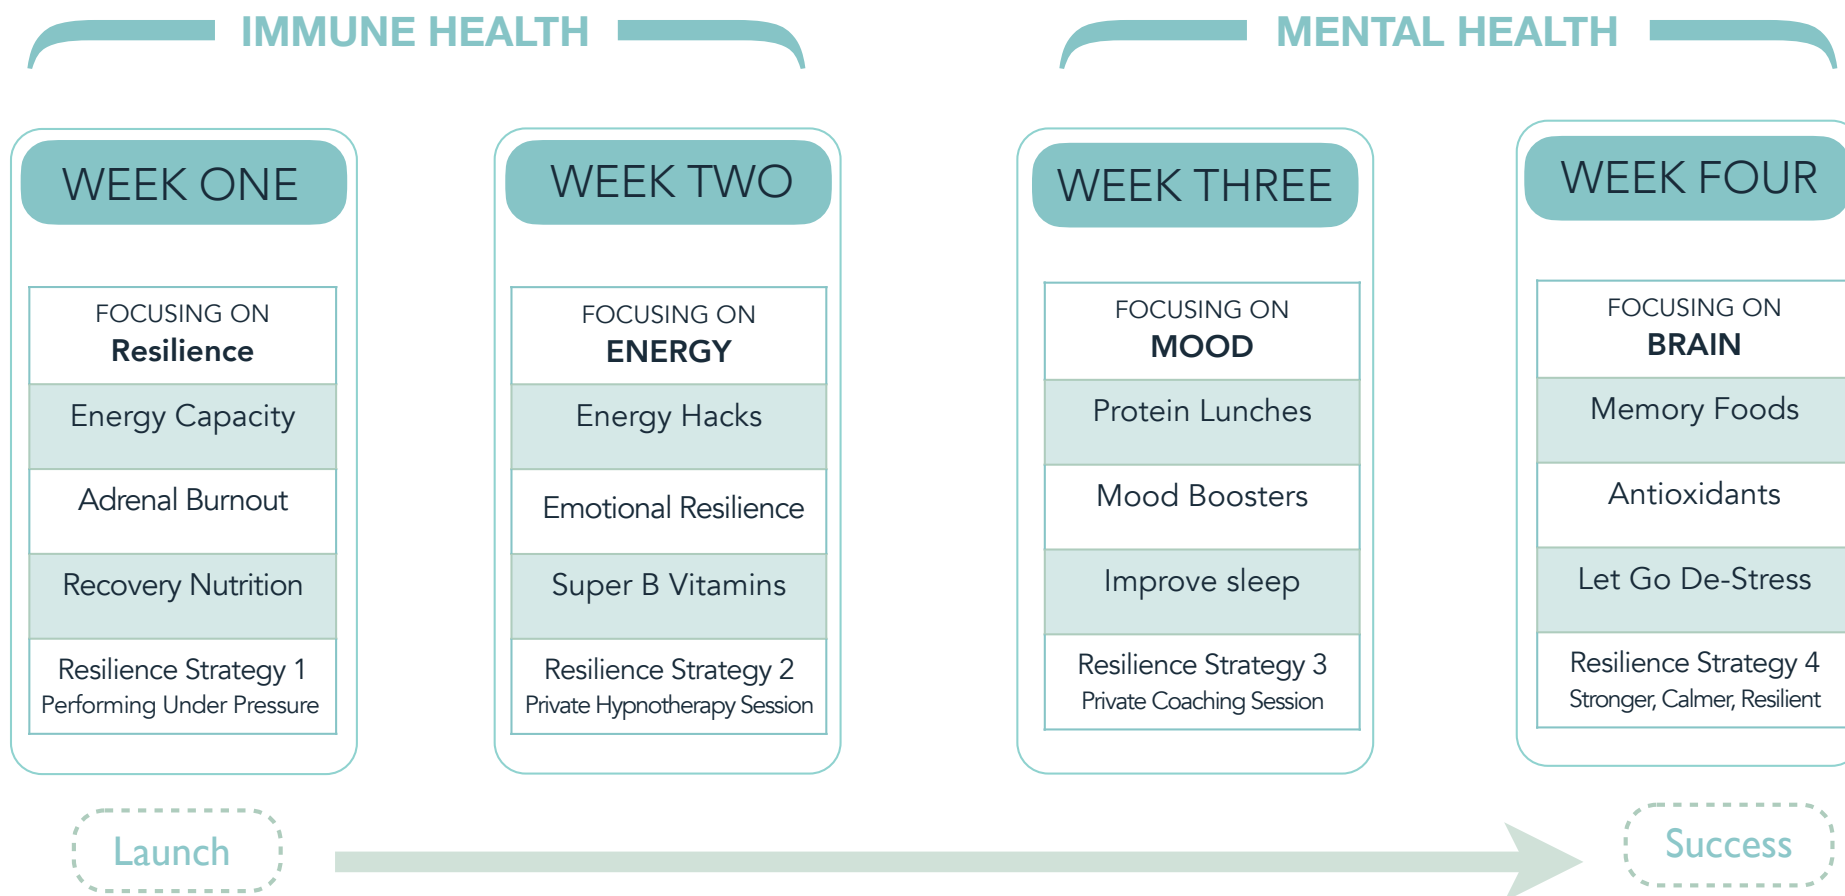 IMMUNE HEALTH
MENTAL HEALTH
WEEK ONE
FOCUSING ON
Resilience
Energy Capacity
Adrenal Burnout
Recovery Nutrition
Resilience Strategy 1
Performing Under Pressure
WEEK TWO
FOCUSING ON
ENERGY
Energy Hacks
Emotional Resilience
Super B Vitamins
Resilience Strategy 2
Private Hypnotherapy Session
WEEK THREE
FOCUSING ON
MOOD
Protein Lunches
Mood Boosters
Improve sleep
Resilience Strategy 3
Private Coaching Session
WEEK FOUR
FOCUSING ON
BRAIN
Memory Foods
Antioxidants
Let Go De-Stress
Resilience Strategy 4
Stronger, Calmer, Resilient
Launch
Success